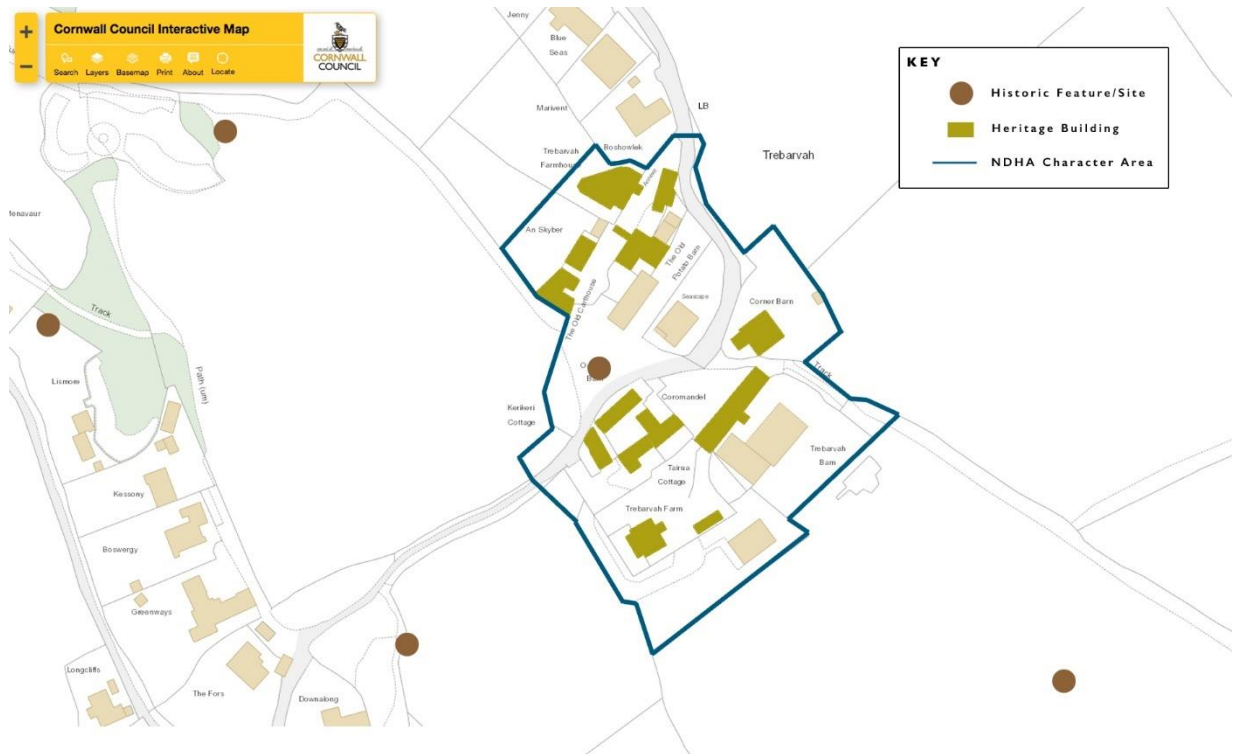 Cornwall Council Interactive Map
Search Layers Basemap Print About Locate
CORNWALL
COUNCIL
KEY
Historic Feature/Site
Heritage Building
NDHA Character Area
Jenny
Blue
Seas
Marivent
LB
Trebarvah
Farmhouse
Boshowlek
Trebarvah
An Skyber
The Old
Potato Barn
The Old Carthouse
Seascape
Corner Barn
Track
Kerikeri
Cottage
Coromandel
Tairua
Cottage
Trebarvah
Barn
Trebarvah Farm
Track
Path (um)
Lismore
Kessony
Boswergy
Greenways
Longcliffs
The Fors
Downalong